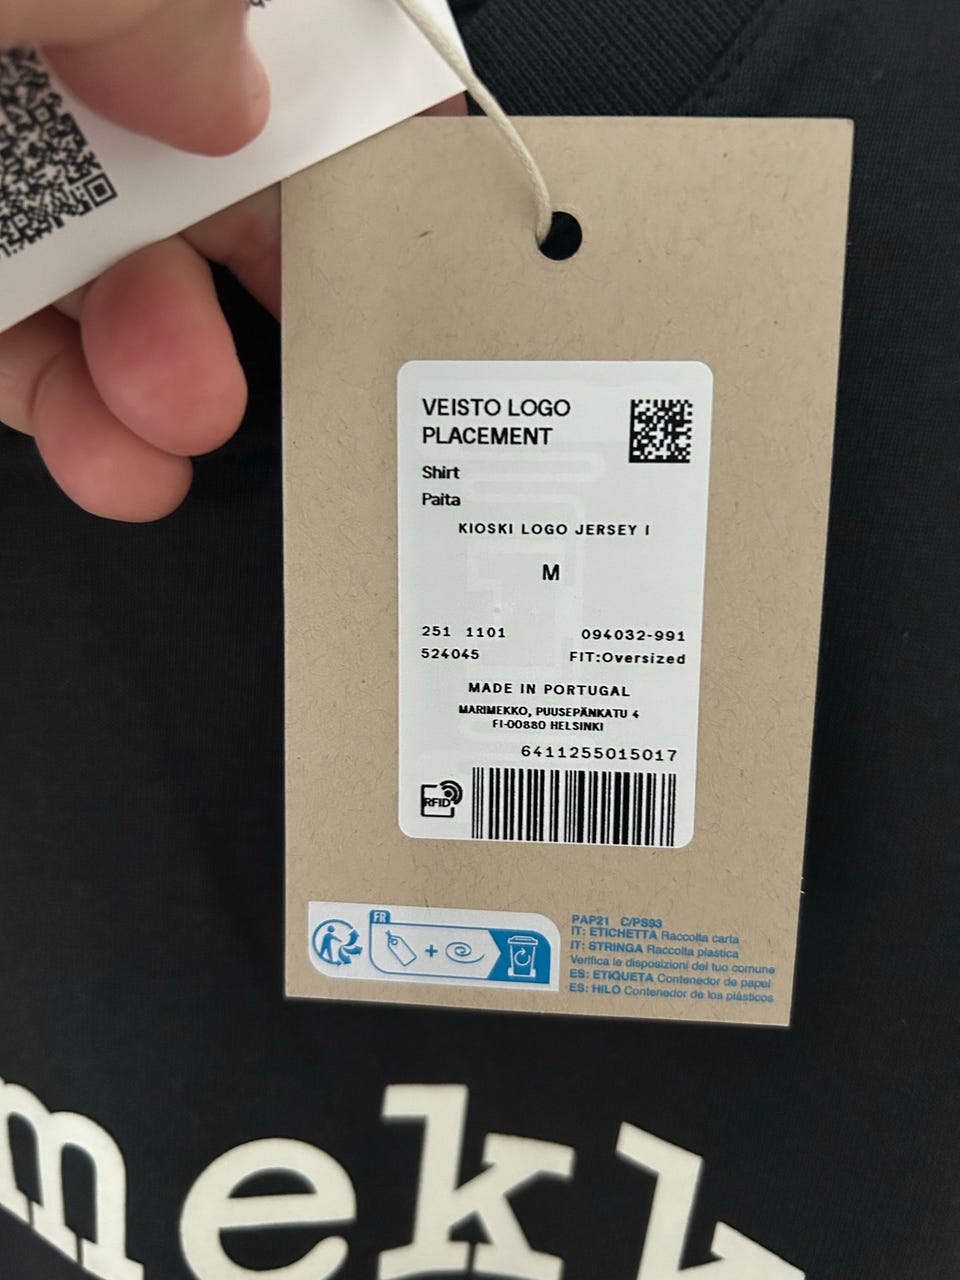 VEISTO LOGO
PLACEMENT
Shirt
Paita
KIOSKI LOGO JERSEY I
M
251 1101 094032-991
524045 FIT:Oversized
MADE IN PORTUGAL
MARIMEKKO, PUUSEPÄNKATU 4
FI-00880 HELSINKI
6411255015017
RFID
FR
PAP21 C/PS93
IT: ETICHETTA Raccolta carta
IT: STRINGA Raccolta plastica
Verifica le disposizioni del tuo comune
ES: ETIQUETA Contenedor de papel
ES: HILO Contenedor de los plásticos
mekk